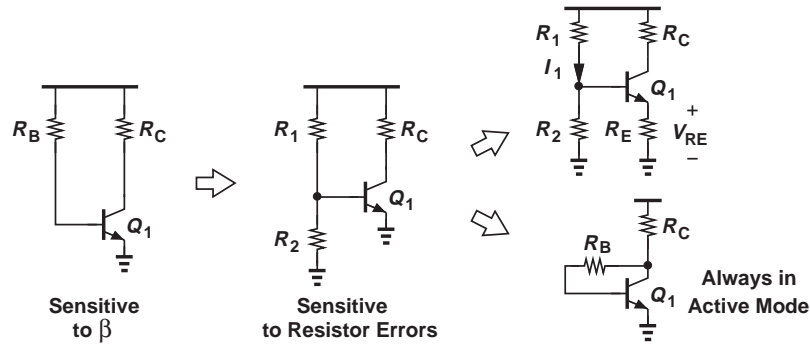 R_B
R_C
Q_1
Sensitive
to β
R_1
R_C
Q_1
R_2
Sensitive
to Resistor Errors
R_1
R_C
I_1
Q_1
R_2
R_E
+
V_RE
−
R_C
R_B
Q_1
Always in
Active Mode